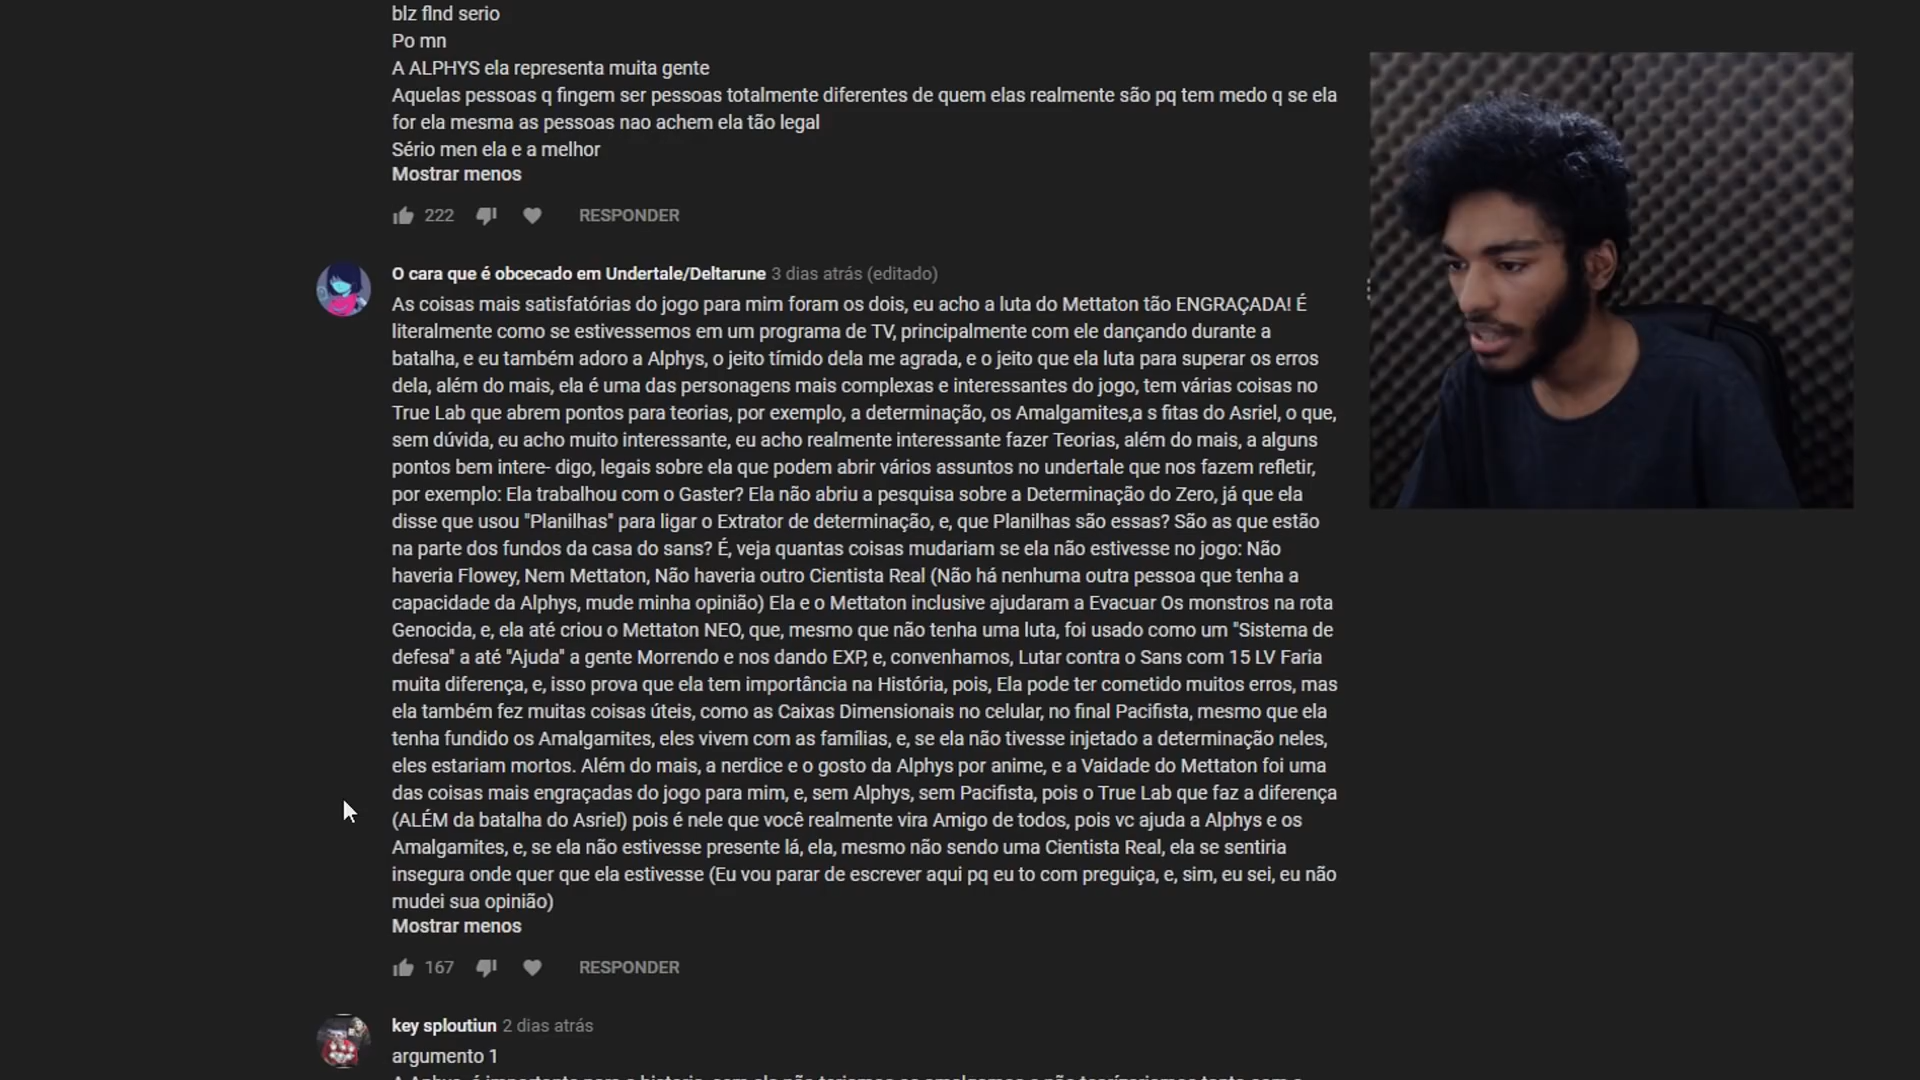 blz flnd serio
Po mn
A ALPHYS ela representa muita gente
Aquelas pessoas q fingem ser pessoas totalmente diferentes de quem elas realmente são pq tem medo q se ela
for ela mesma as pessoas nao achem ela tão legal
Sério men ela e a melhor
Mostrar menos
222 RESPONDER
O cara que é obcecado em Undertale/Deltarune 3 dias atrás (editado)
As coisas mais satisfatórias do jogo para mim foram os dois, eu acho a luta do Mettaton tão ENGRAÇADA! É
literalmente como se estivessemos em um programa de TV, principalmente com ele dançando durante a
batalha, e eu também adoro a Alphys, o jeito tímido dela me agrada, e o jeito que ela luta para superar os erros
dela, além do mais, ela é uma das personagens mais complexas e interessantes do jogo, tem várias coisas no
True Lab que abrem pontos para teorias, por exemplo, a determinação, os Amalgamites,a s fitas do Asriel, o que,
sem dúvida, eu acho muito interessante, eu acho realmente interessante fazer Teorias, além do mais, a alguns
pontos bem intere- digo, legais sobre ela que podem abrir vários assuntos no undertale que nos fazem refletir,
por exemplo: Ela trabalhou com o Gaster? Ela não abriu a pesquisa sobre a Determinação do Zero, já que ela
disse que usou "Planilhas" para ligar o Extrator de determinação, e, que Planilhas são essas? São as que estão
na parte dos fundos da casa do sans? É, veja quantas coisas mudariam se ela não estivesse no jogo: Não
haveria Flowey, Nem Mettaton, Não haveria outro Cientista Real (Não há nenhuma outra pessoa que tenha a
capacidade da Alphys, mude minha opinião) Ela e o Mettaton inclusive ajudaram a Evacuar Os monstros na rota
Genocida, e, ela até criou o Mettaton NEO, que, mesmo que não tenha uma luta, foi usado como um "Sistema de
defesa" a até "Ajuda" a gente Morrendo e nos dando EXP, e, convenhamos, Lutar contra o Sans com 15 LV Faria
muita diferença, e, isso prova que ela tem importância na História, pois, Ela pode ter cometido muitos erros, mas
ela também fez muitas coisas úteis, como as Caixas Dimensionais no celular, no final Pacifista, mesmo que ela
tenha fundido os Amalgamites, eles vivem com as famílias, e, se ela não tivesse injetado a determinação neles,
eles estariam mortos. Além do mais, a nerdice e o gosto da Alphys por anime, e a Vaidade do Mettaton foi uma
das coisas mais engraçadas do jogo para mim, e, sem Alphys, sem Pacifista, pois o True Lab que faz a diferença
(ALÉM da batalha do Asriel) pois é nele que você realmente vira Amigo de todos, pois vc ajuda a Alphys e os
Amalgamites, e, se ela não estivesse presente lá, ela, mesmo não sendo uma Cientista Real, ela se sentiria
insegura onde quer que ela estivesse (Eu vou parar de escrever aqui pq eu to com preguiça, e, sim, eu sei, eu não
mudei sua opinião)
Mostrar menos
167 RESPONDER
key sploutiun 2 dias atrás
argumento 1